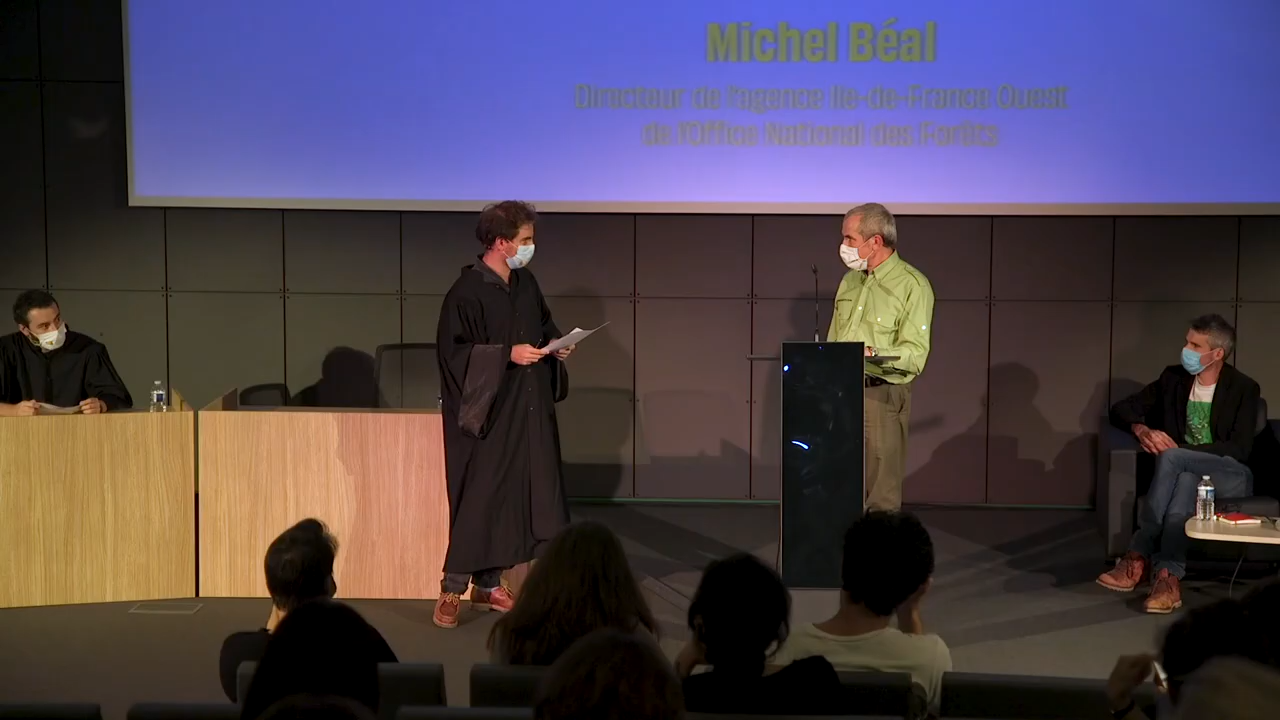 Michel Béal
Directeur de l'agence Ile-de-France Ouest
de l'Office National des Forêts